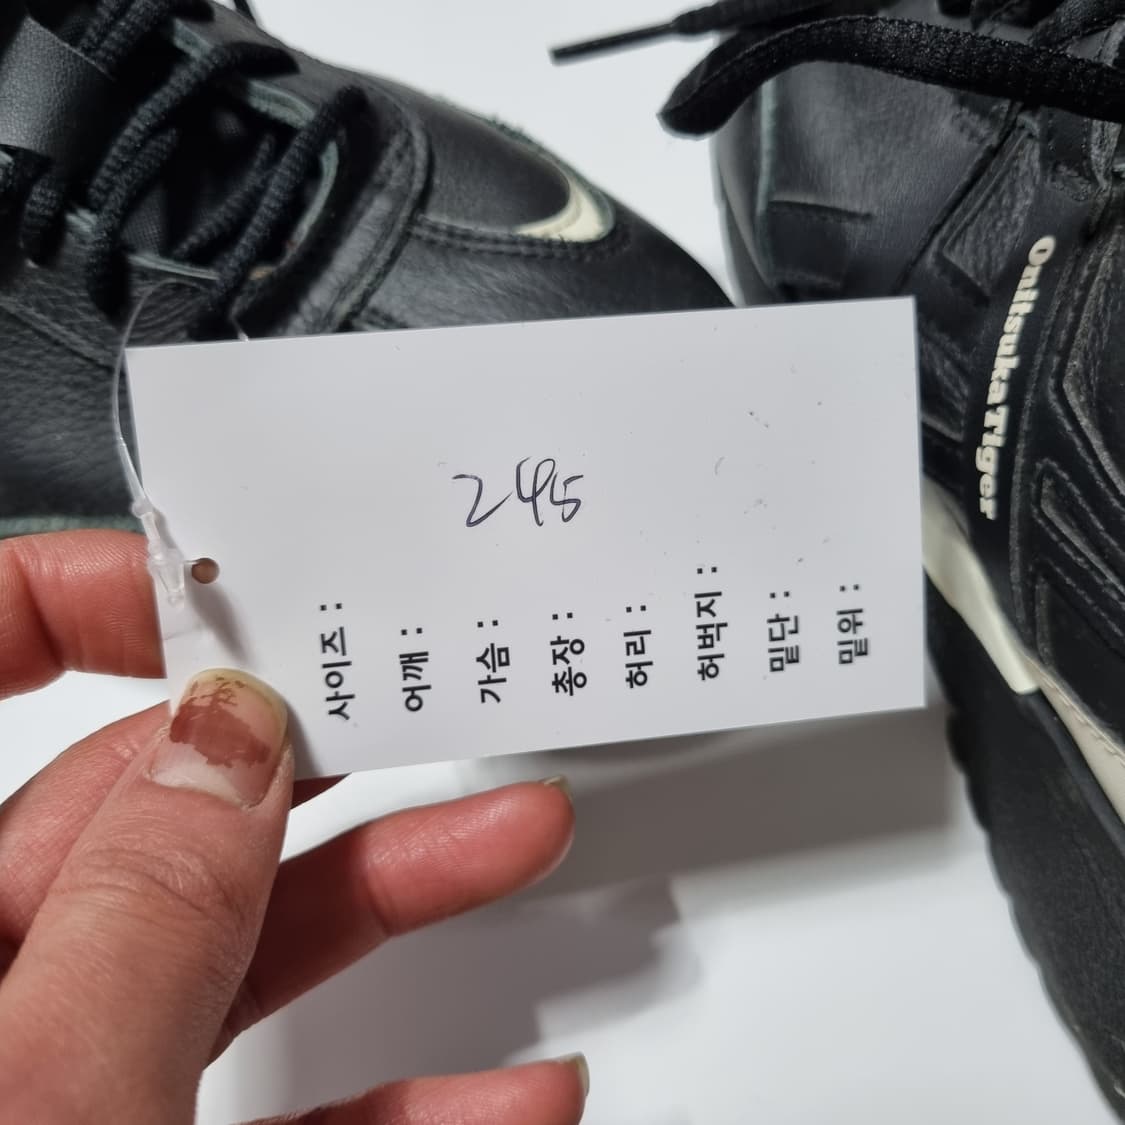 245
사이즈 :
어깨 :
가슴 :
총장 :
허리 :
허벅지 :
밑단 :
밑위 :
OnitsukaTiger